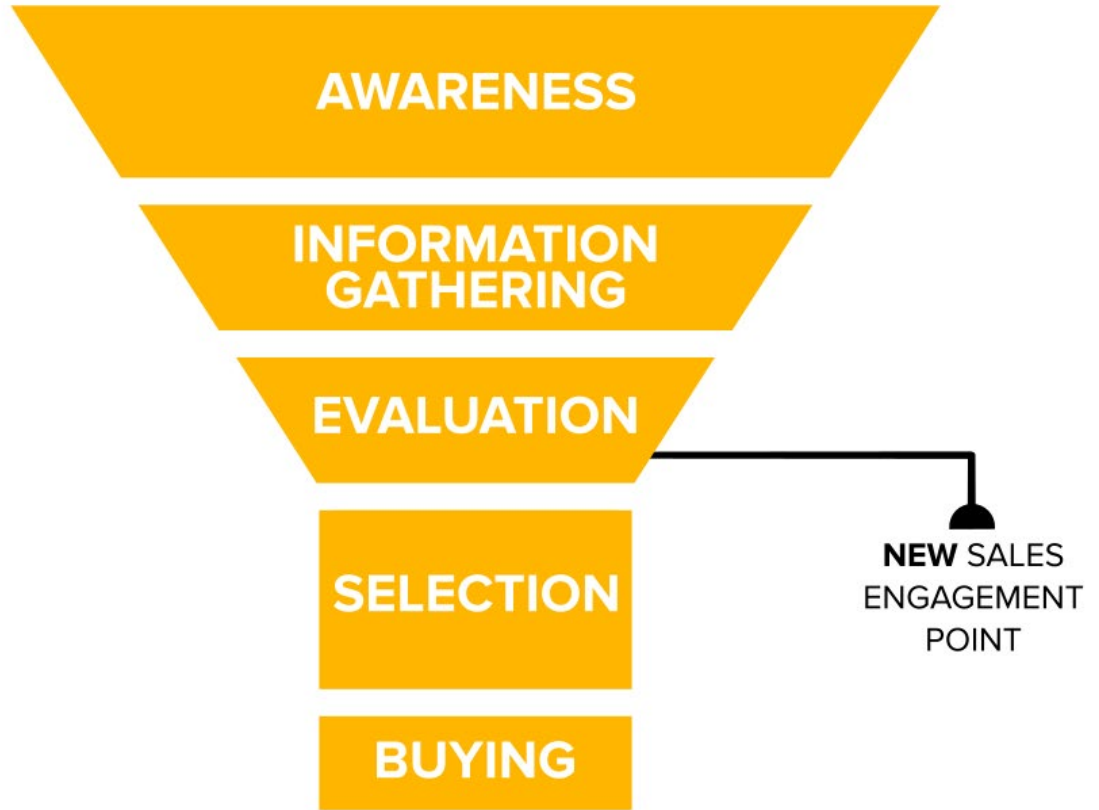 AWARENESS
INFORMATION
GATHERING
EVALUATION
NEW SALES
ENGAGEMENT
POINT
SELECTION
BUYING